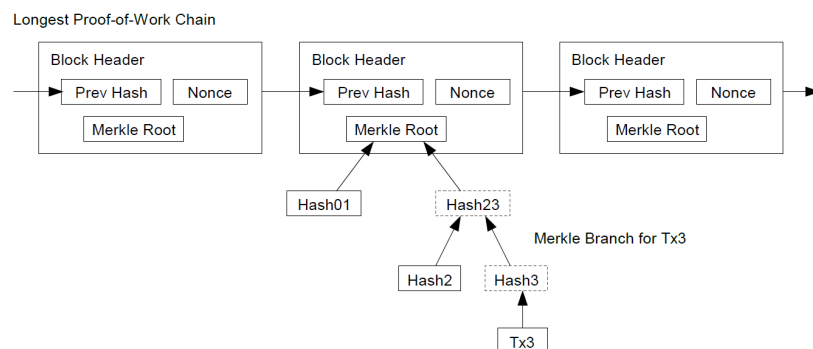 Longest Proof-of-Work Chain
Block Header
Block Header
Block Header
Prev Hash
Nonce
Prev Hash
Nonce
Prev Hash
Nonce
Merkle Root
Merkle Root
Merkle Root
Hash01
Hash23
Merkle Branch for Tx3
Hash2
Hash3
Tx3